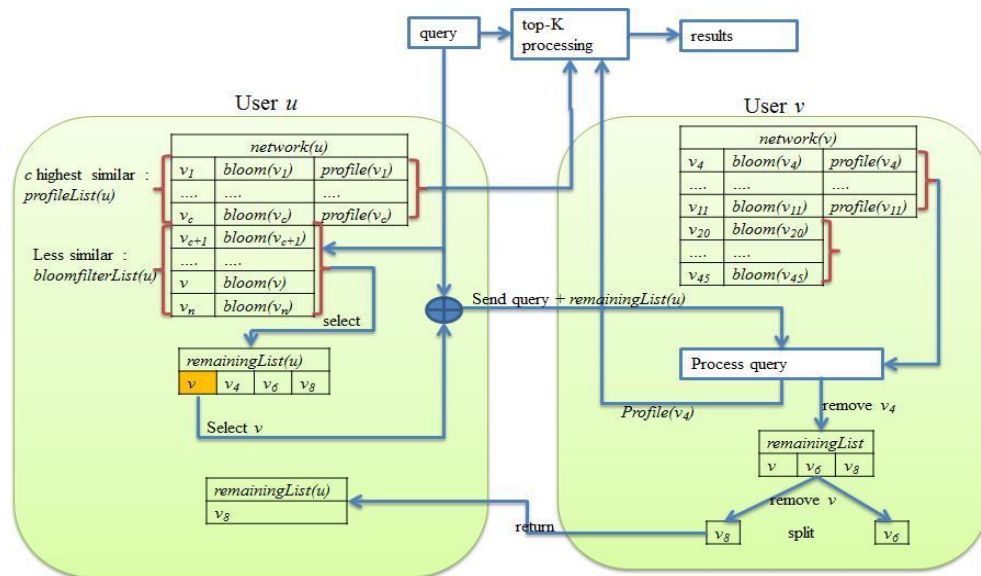 query
top-K
processing
results
User u
network(u)
v1 bloom(v1) profile(v1)
.... .... ....
vc bloom(vc) profile(vc)
vc+1 bloom(vc+1)
.... ....
v bloom(v)
vn bloom(vn)
c highest similar :
profileList(u)
Less similar :
bloomfilterList(u)
select
remainingList(u)
v v4 v6 v8
Select v
remainingList(u)
v8
Send query + remainingList(u)
User v
network(v)
v4 bloom(v4) profile(v4)
.... .... ....
v11 bloom(v11) profile(v11)
v20 bloom(v20)
.... ....
v45 bloom(v45)
Process query
Profile(v4)
remove v4
remainingList
v v6 v8
remove v
return
v8 split v6